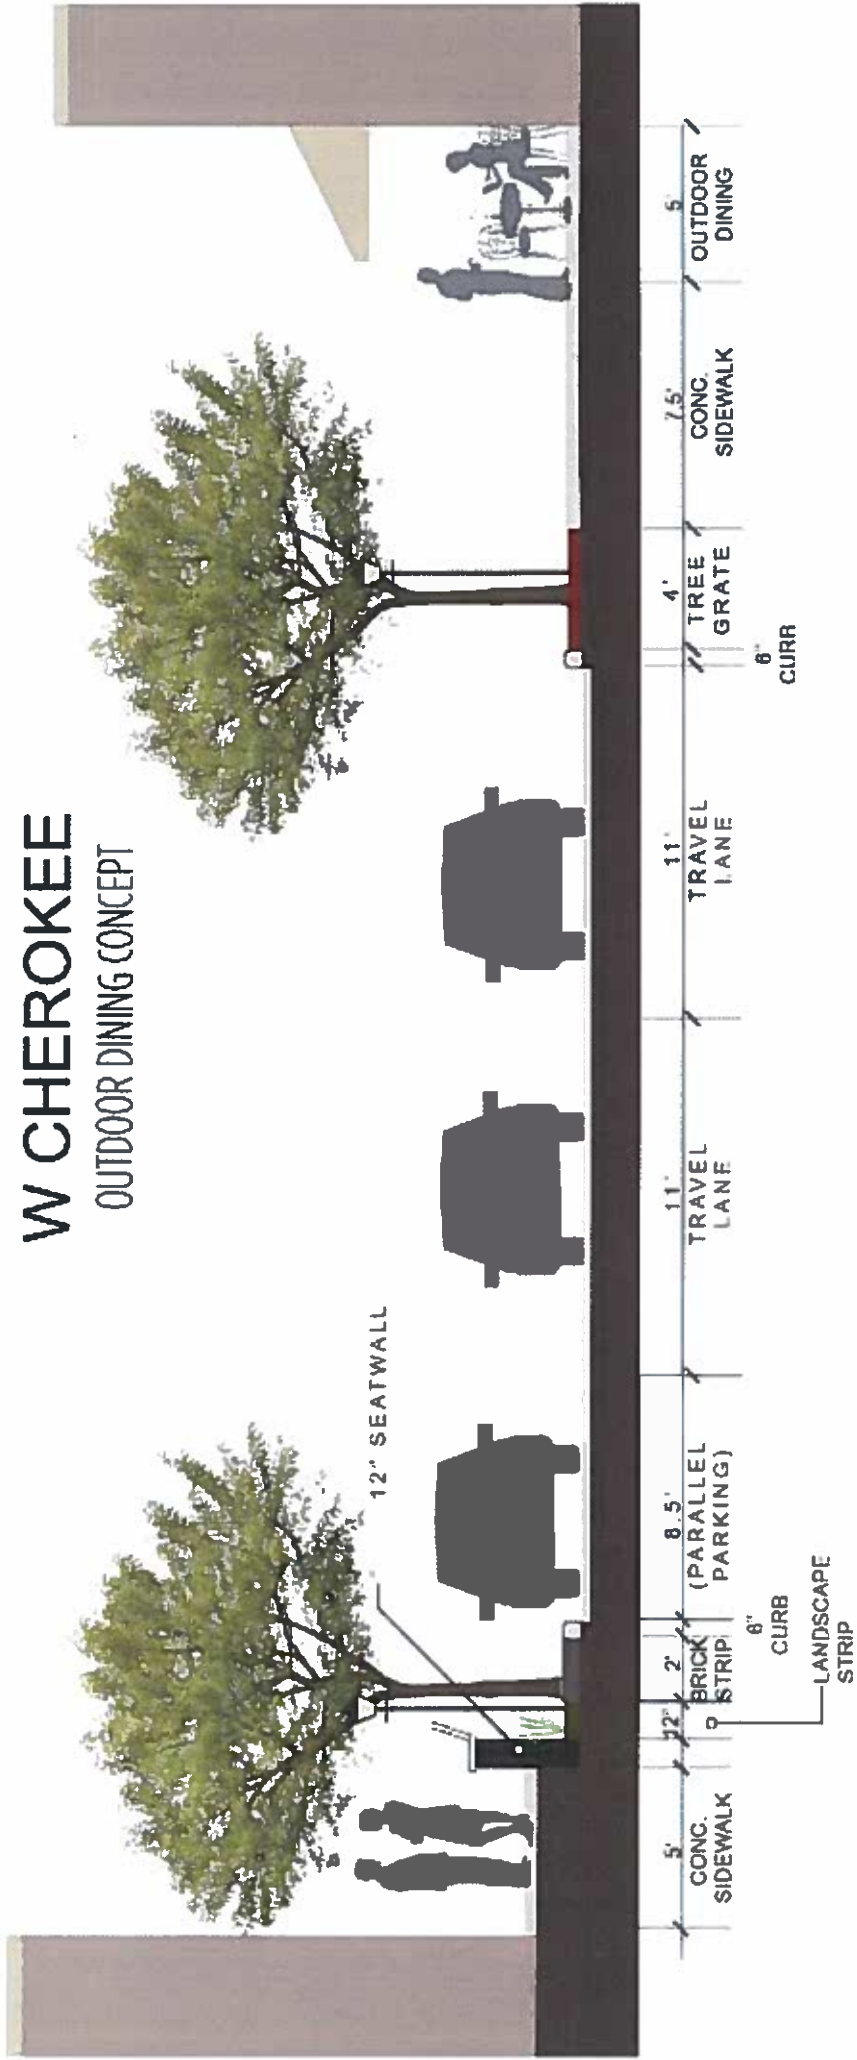 W CHEROKEE
OUTDOOR DINING CONCEPT
12" SEATWALL
5'
CONC.
SIDEWALK
12"
LANDSCAPE
STRIP
2'
BRICK
STRIP
6"
CURB
8.5'
(PARALLEL
PARKING)
11'
TRAVEL
LANE
11'
TRAVEL
LANE
6"
CURB
4'
TREE
GRATE
7.5'
CONC.
SIDEWALK
5'
OUTDOOR
DINING